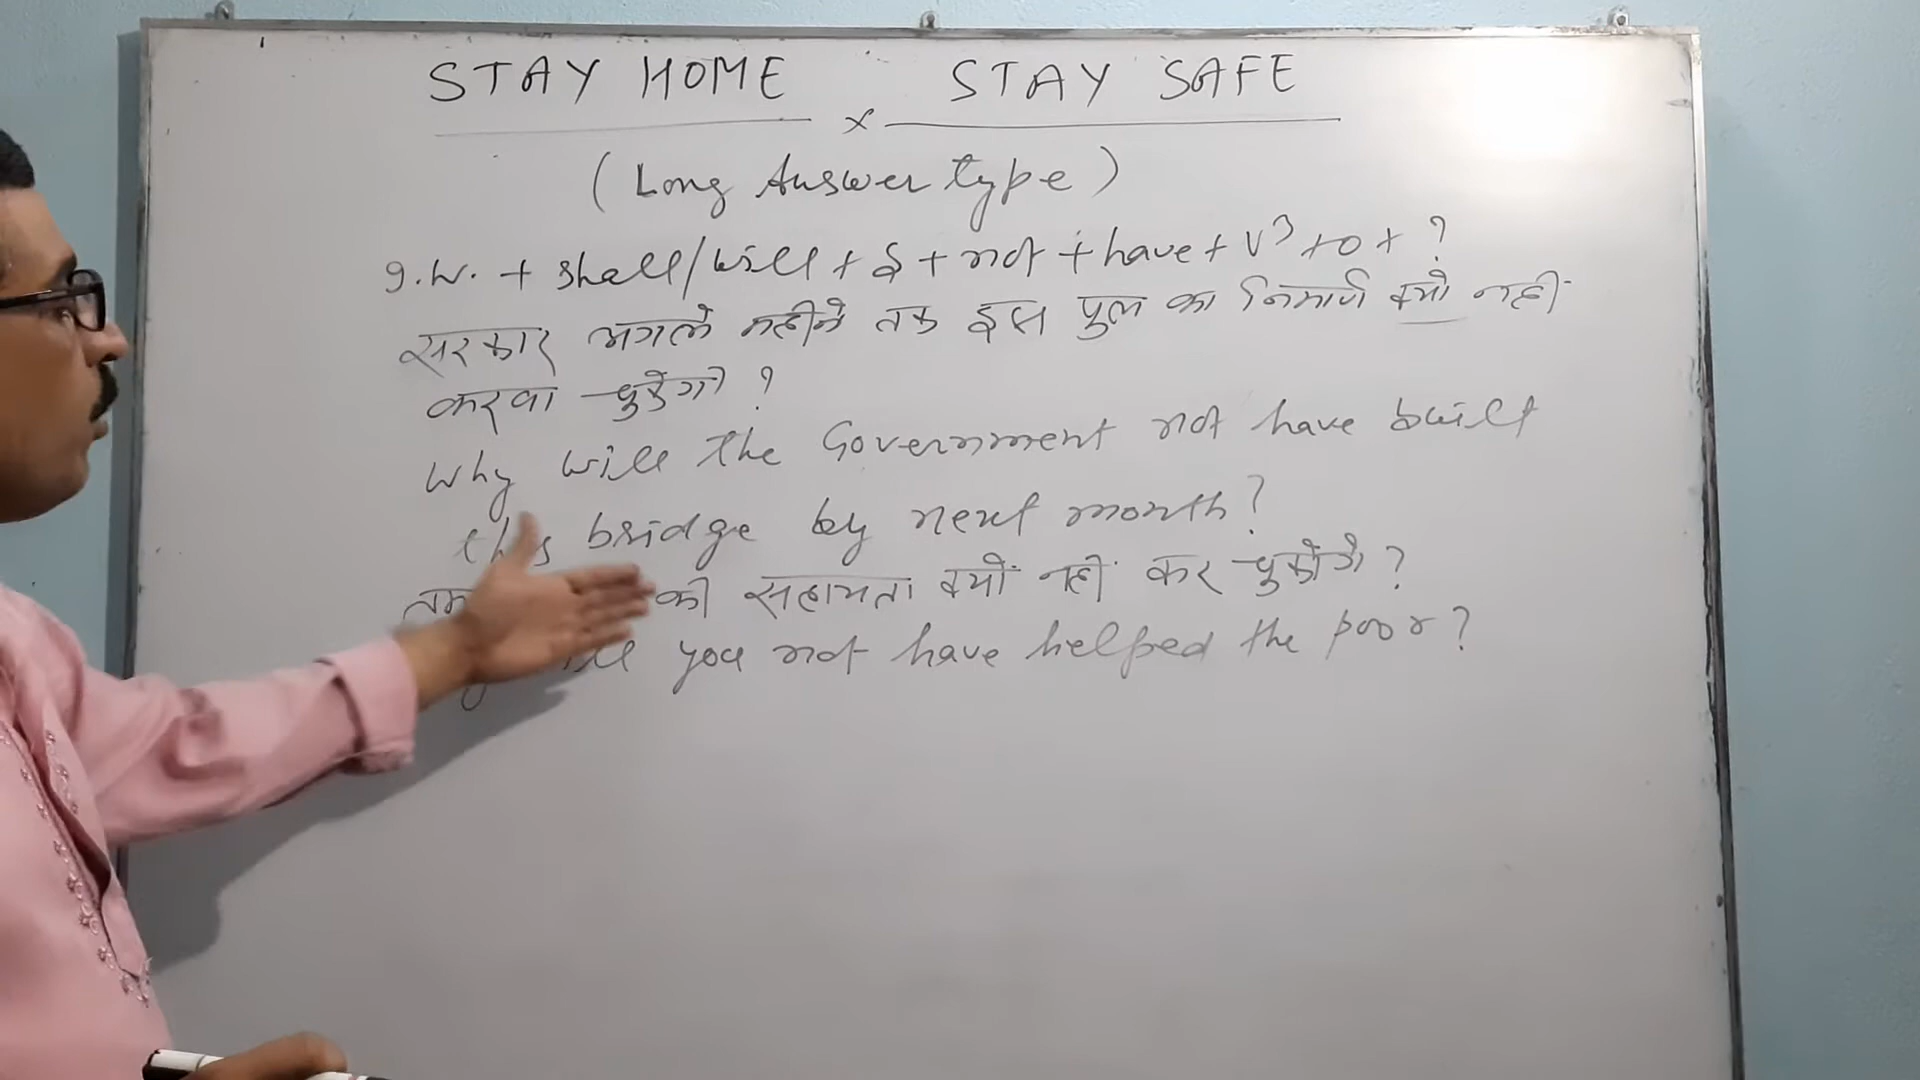 STAY HOME x STAY SAFE
(Long Answer type)
I.W. + shall/will + S + not + have + V³ + O + ?
सरकार अगले महीने तक इस पुल का निर्माण क्यों नहीं
करवा चुकेगी ?
Why will the Government not have built
this bridge by next month?
की सहायता क्यों नहीं कर चुकोगे ?
you not have helped the poor?